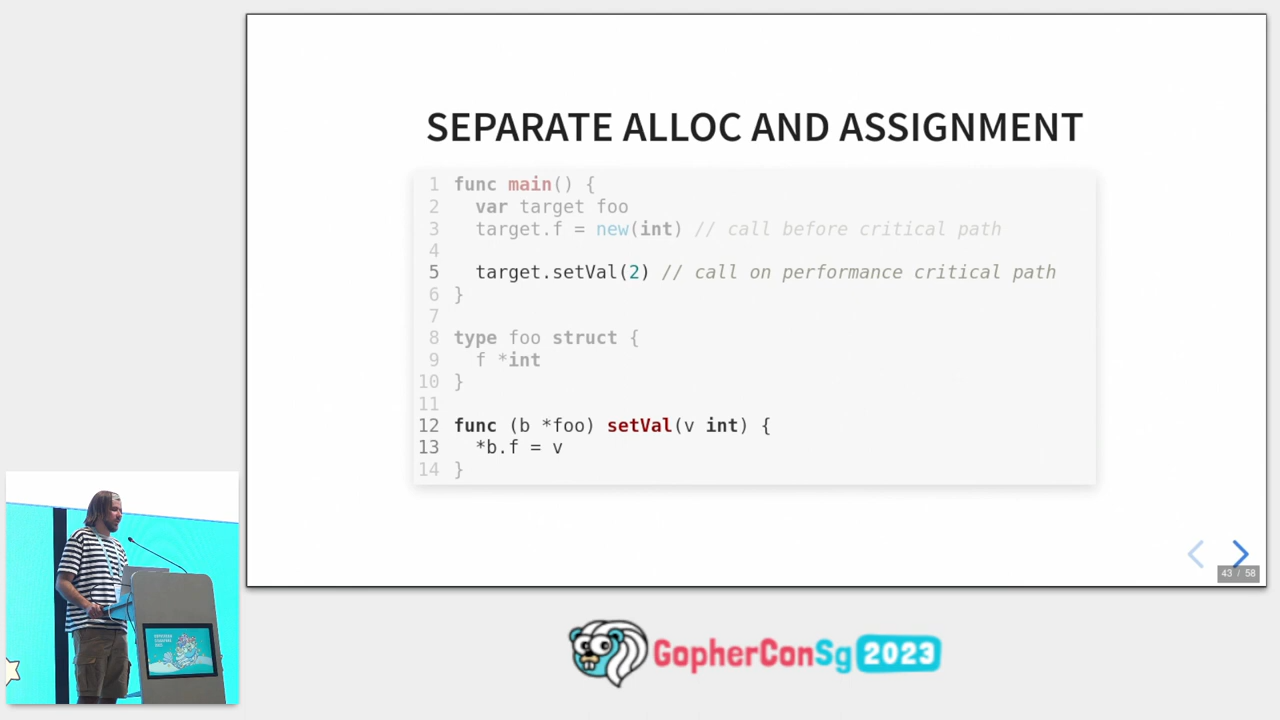 SEPARATE ALLOC AND ASSIGNMENT
1 func main() {
2 var target foo
3 target.f = new(int) // call before critical path
4
5 target.setVal(2) // call on performance critical path
6 }
7
8 type foo struct {
9 f *int
10 }
11
12 func (b *foo) setVal(v int) {
13 *b.f = v
14 }
43 / 58
GopherConSg 2023